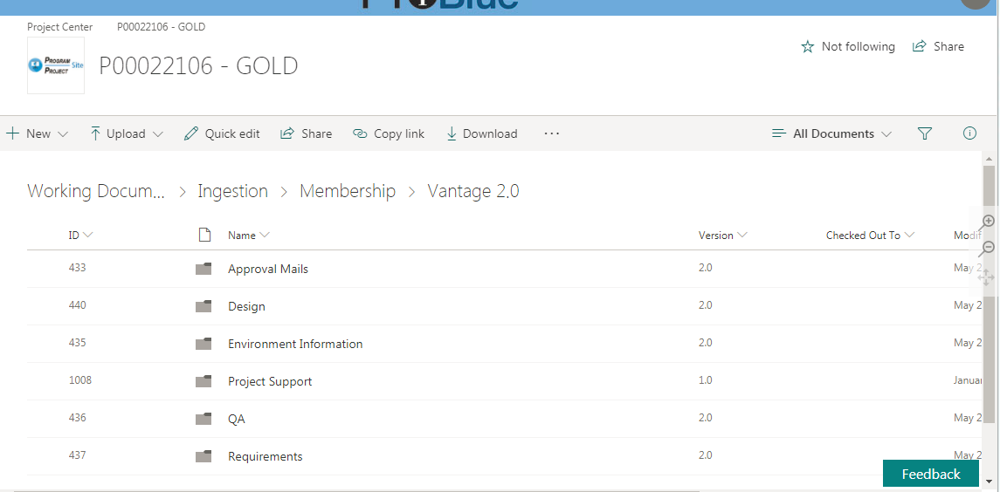 Project Center P00022106 - GOLD
PROGRAM
PROJECT
Site
P00022106 - GOLD
Not following Share
New Upload Quick edit Share Copy link Download ··· All Documents
Working Docum... > Ingestion > Membership > Vantage 2.0
ID Name Version Checked Out To Modif
433 Approval Mails 2.0 May 2
440 Design 2.0 May 2
435 Environment Information 2.0 May 2
1008 Project Support 1.0 Januar
436 QA 2.0 May 2
437 Requirements 2.0 May 2
Feedback